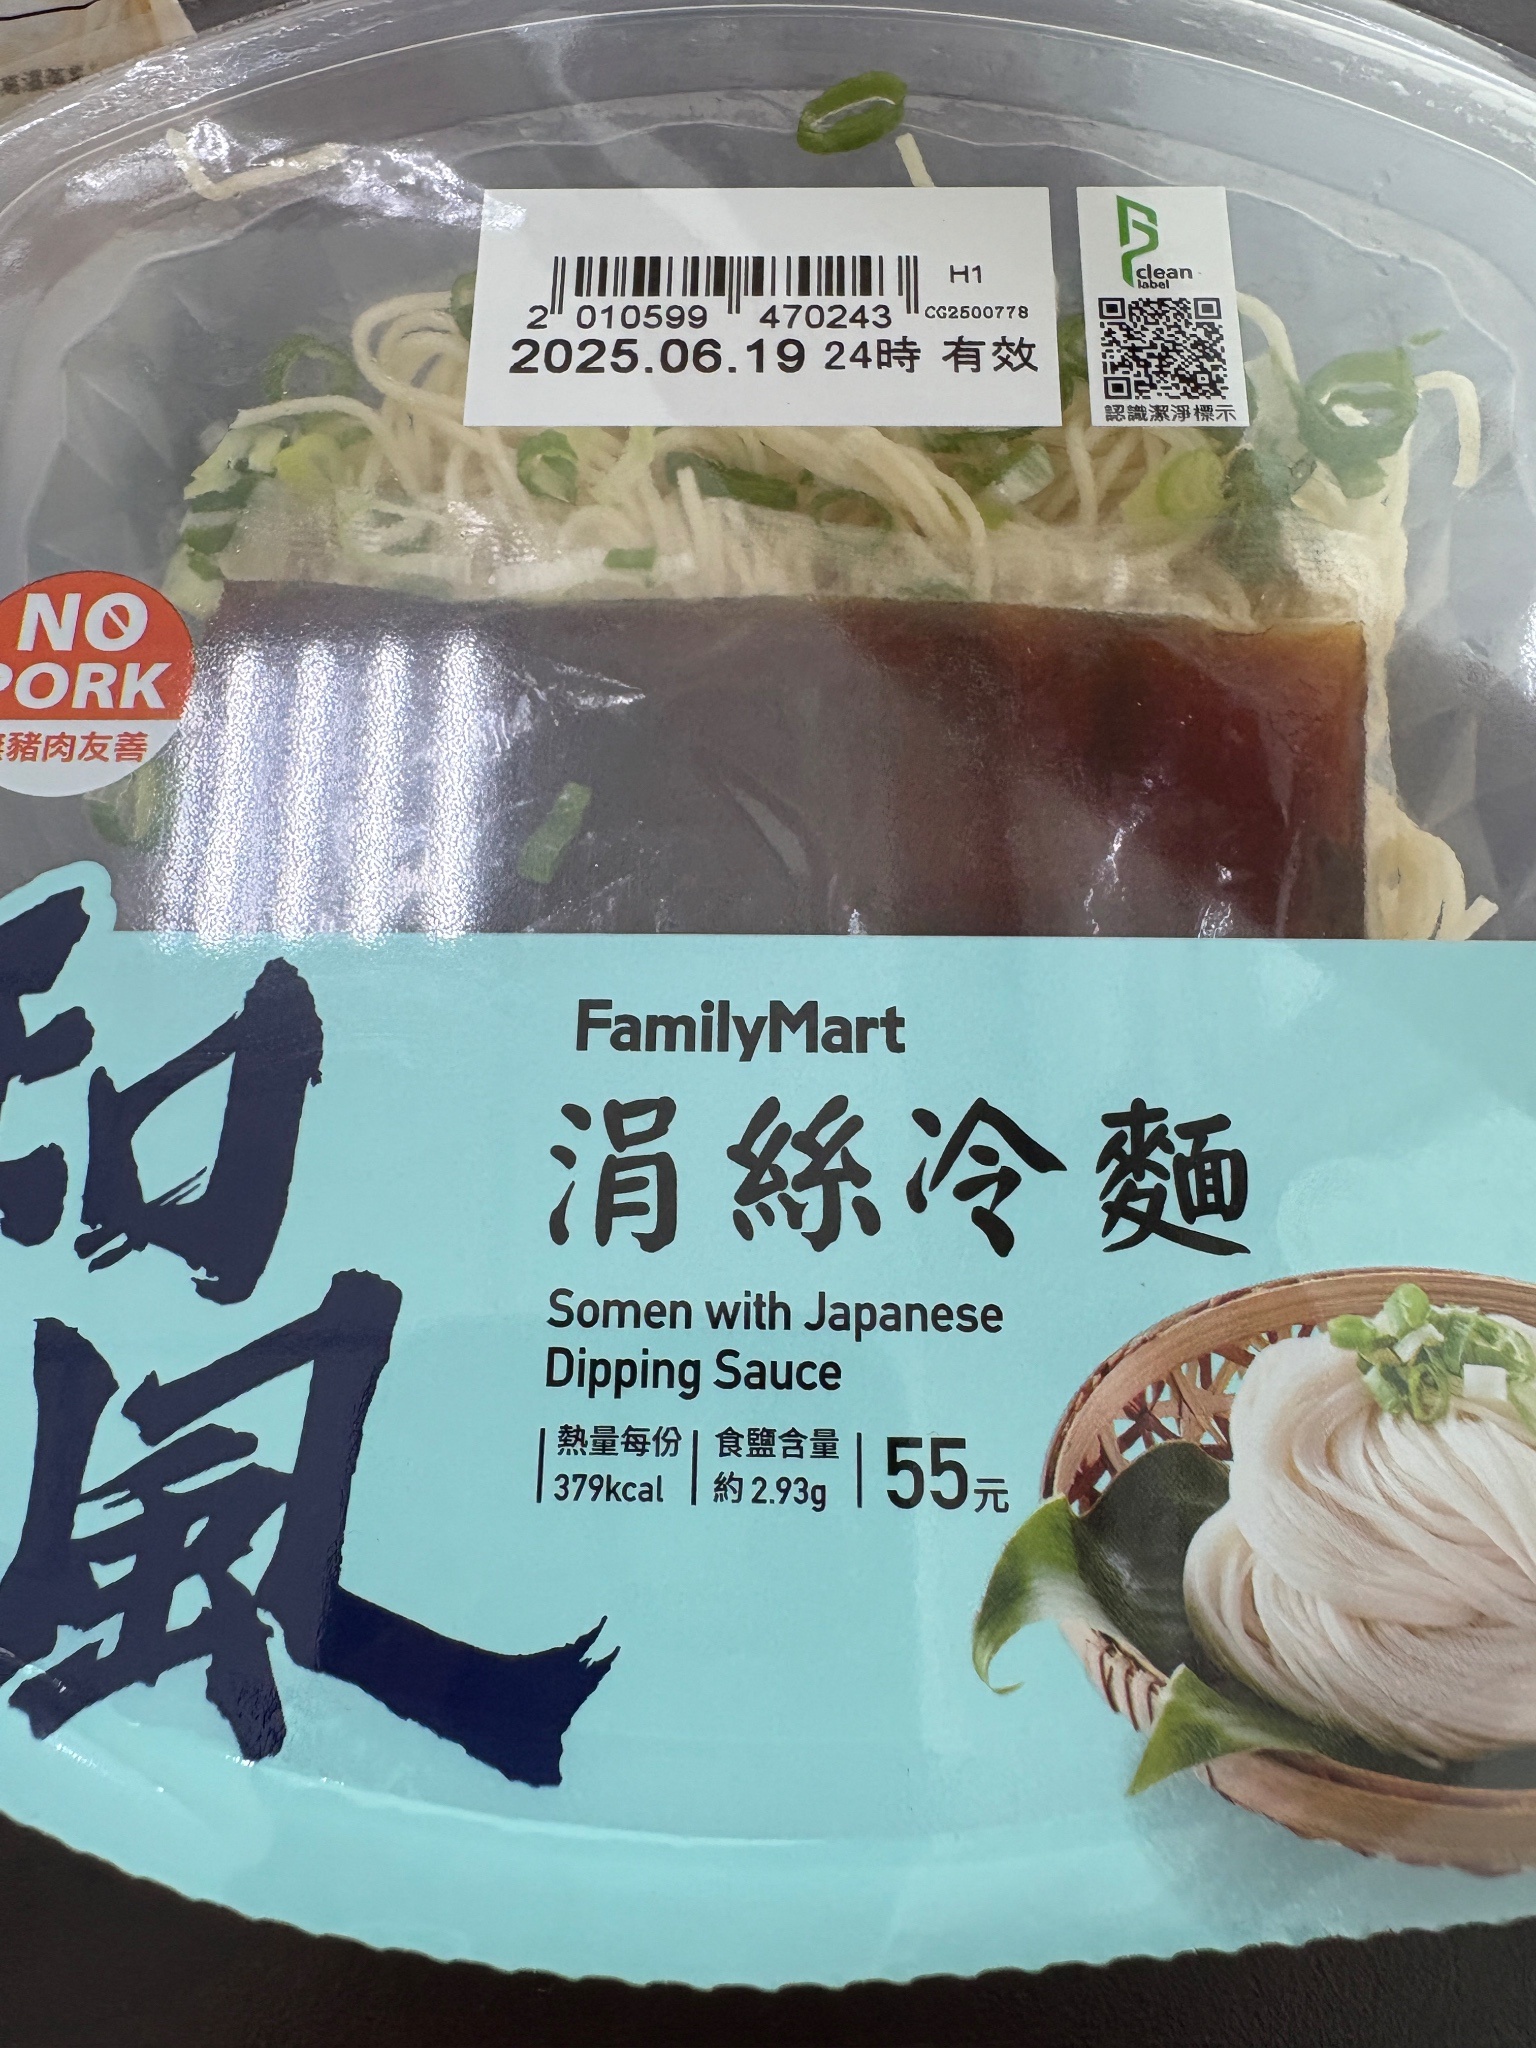 2 010599 470243
H1
CG2500778
2025.06.19 24時 有效
clean
label
認識潔淨標示
NO
PORK
豬肉友善
FamilyMart
和風
涓絲冷麵
Somen with Japanese
Dipping Sauce
熱量每份
379kcal
食鹽含量
約 2.93g
55元